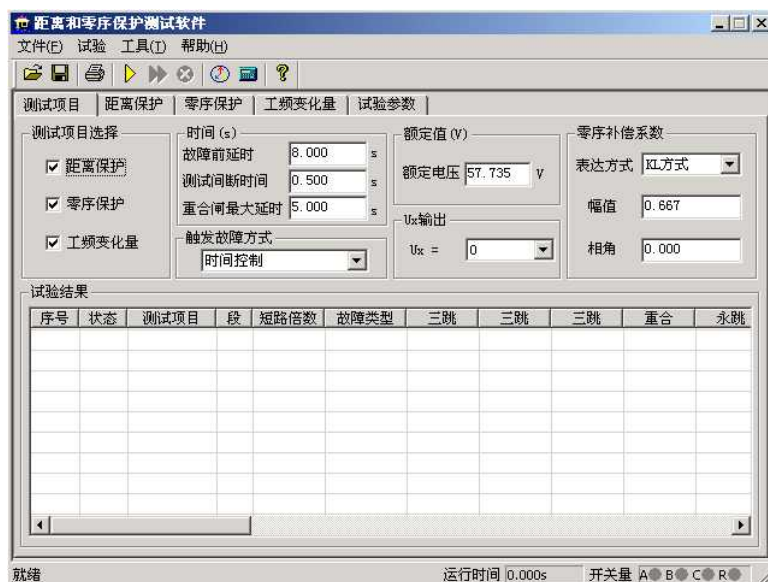 距离和零序保护测试软件
文件(F) 试验 工具(T) 帮助(H)
测试项目 距离保护 零序保护 工频变化量 试验参数
测试项目选择
距离保护
零序保护
工频变化量
时间(s)
故障前延时 8.000 s
测试间断时间 0.500 s
重合闸最大延时 5.000 s
触发故障方式
时间控制
额定值(V)
额定电压 57.735 V
Ux输出
Ux = 0
零序补偿系数
表达方式 KL方式
幅值 0.667
相角 0.000
试验结果
序号 状态 测试项目 段 短路倍数 故障类型 三跳 三跳 三跳 重合 永跳
就绪 运行时间 0.000s 开关量 A B C R